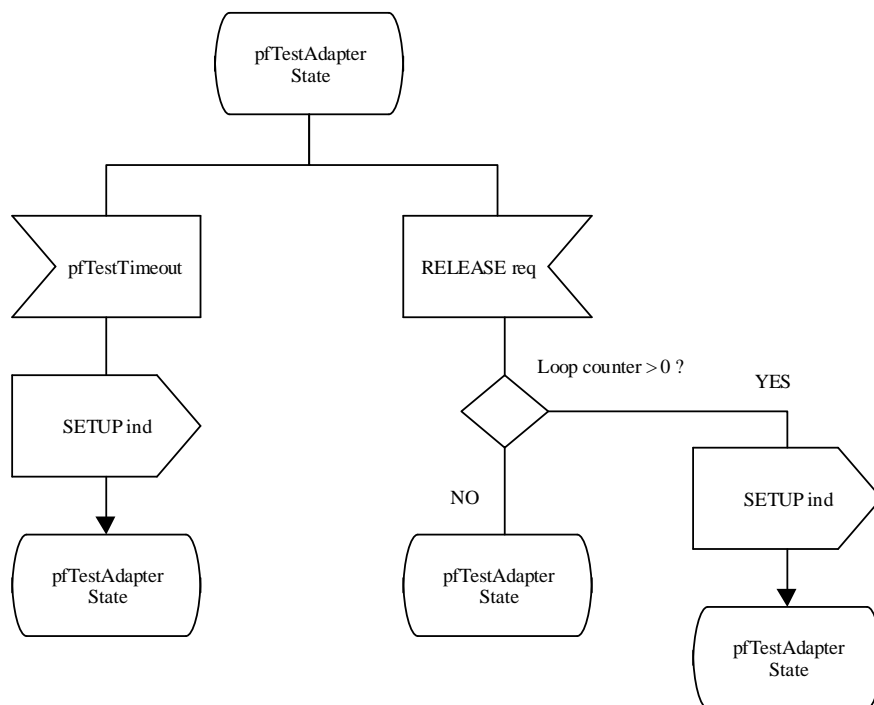 pfTestAdapter
State
pfTestTimeout
RELEASE req
Loop counter > 0 ?
YES
SETUP ind
NO
SETUP ind
pfTestAdapter
State
pfTestAdapter
State
pfTestAdapter
State